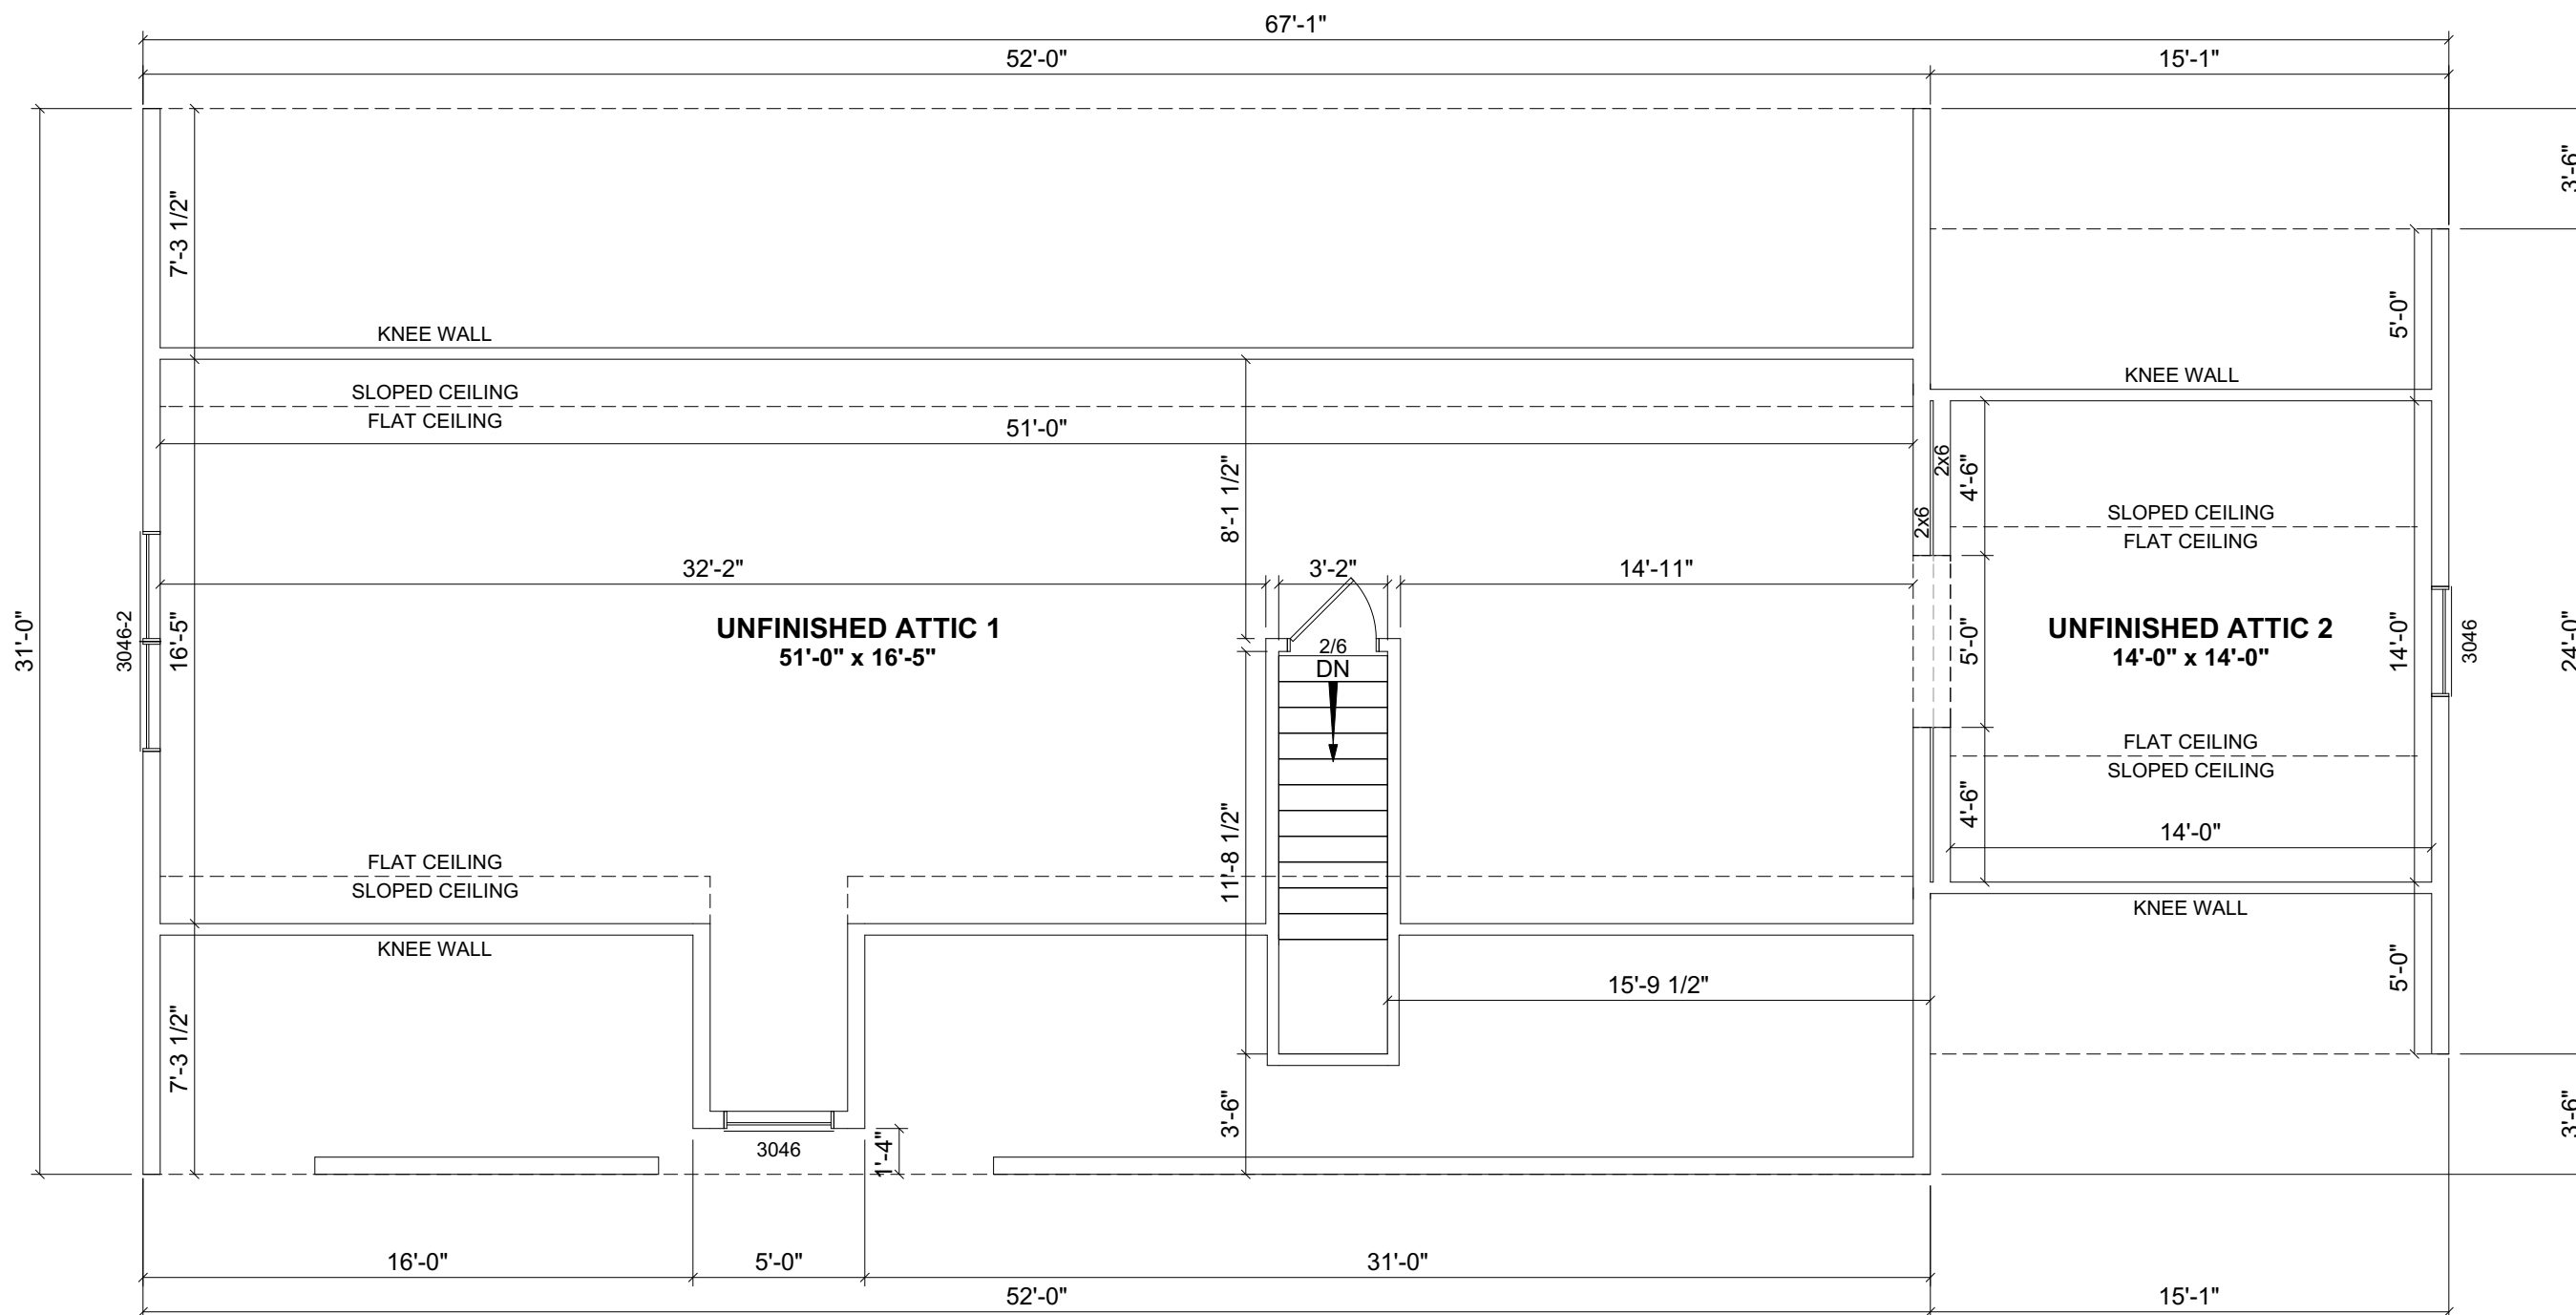 67'-1"
52'-0"
15'-1"
3'-6"
7'-3 1/2"
5'-0"
KNEE WALL
KNEE WALL
SLOPED CEILING
FLAT CEILING
51'-0"
8'-1 1/2"
2x6
4'-6"
2x6
SLOPED CEILING
FLAT CEILING
32'-2"
3'-2"
14'-11"
31'-0"
3046-2
16'-5"
UNFINISHED ATTIC 1
51'-0" x 16'-5"
2/6
DN
5'-0"
UNFINISHED ATTIC 2
14'-0" x 14'-0"
14'-0"
3046
24'-0"
FLAT CEILING
SLOPED CEILING
4'-6"
14'-0"
11'-8 1/2"
FLAT CEILING
SLOPED CEILING
KNEE WALL
KNEE WALL
5'-0"
15'-9 1/2"
7'-3 1/2"
3'-6"
3'-6"
3046
1'-4"
16'-0"
5'-0"
31'-0"
52'-0"
15'-1"